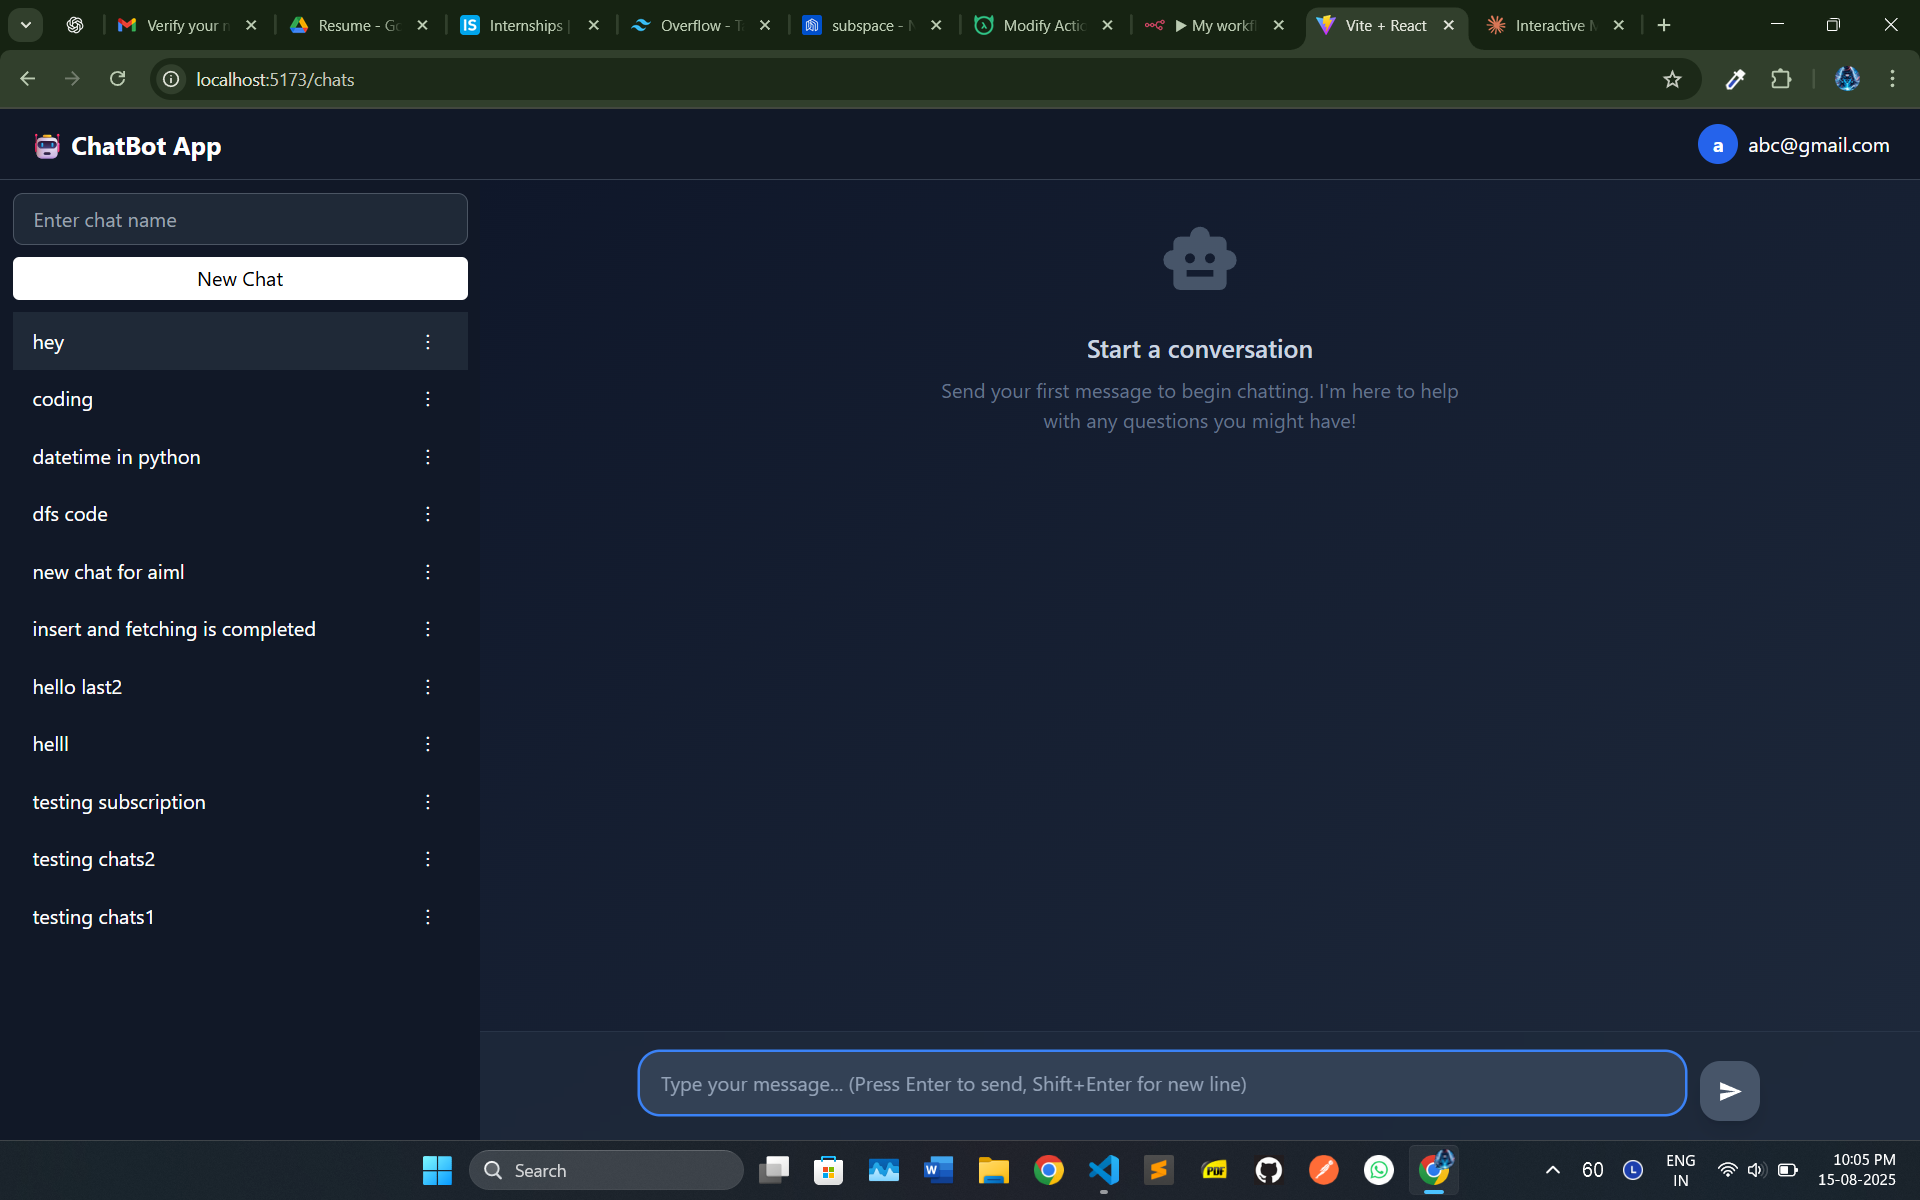 Verify your n
Resume - Go
IS Internships |
Overflow - Ta
subspace - N
Modify Actio
▶ My workfl
Vite + React
Interactive M
localhost:5173/chats
ChatBot App
a abc@gmail.com
Enter chat name
New Chat
hey
coding
datetime in python
dfs code
new chat for aiml
insert and fetching is completed
hello last2
helll
testing subscription
testing chats2
testing chats1
Start a conversation
Send your first message to begin chatting. I'm here to help
with any questions you might have!
Type your message... (Press Enter to send, Shift+Enter for new line)
Search
W
S
PDF
60
L
ENG
IN
10:05 PM
15-08-2025